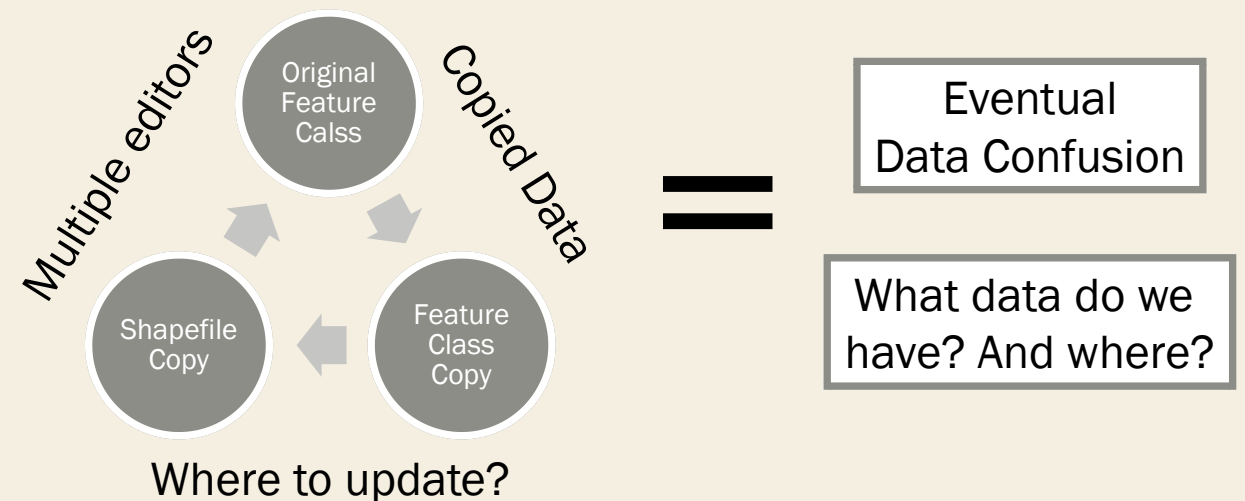 Multiple editors
Original
Feature
Calss
Copied Data
Shapefile
Copy
Feature
Class
Copy
Where to update?
Eventual
Data Confusion
What data do we
have? And where?